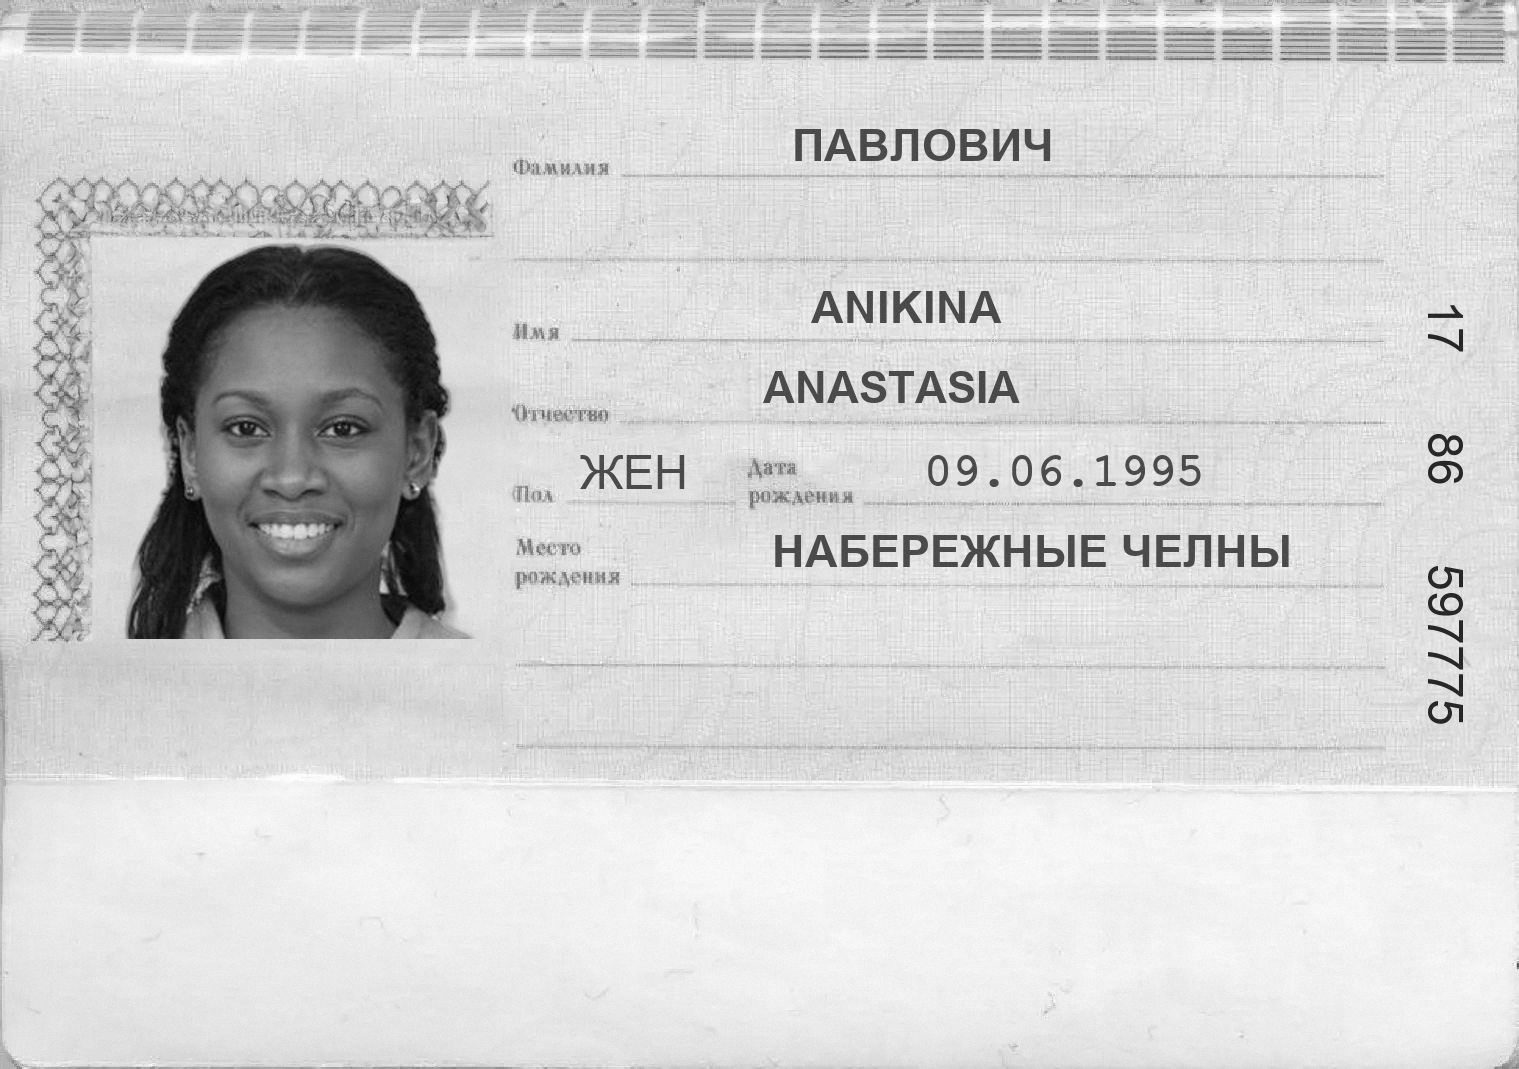 Фамилия ПАВЛОВИЧ
Имя ANIKINA
Отчество ANASTASIA
Пол ЖЕН Дата рождения 09.06.1995
Место рождения НАБЕРЕЖНЫЕ ЧЕЛНЫ
17 86 597775